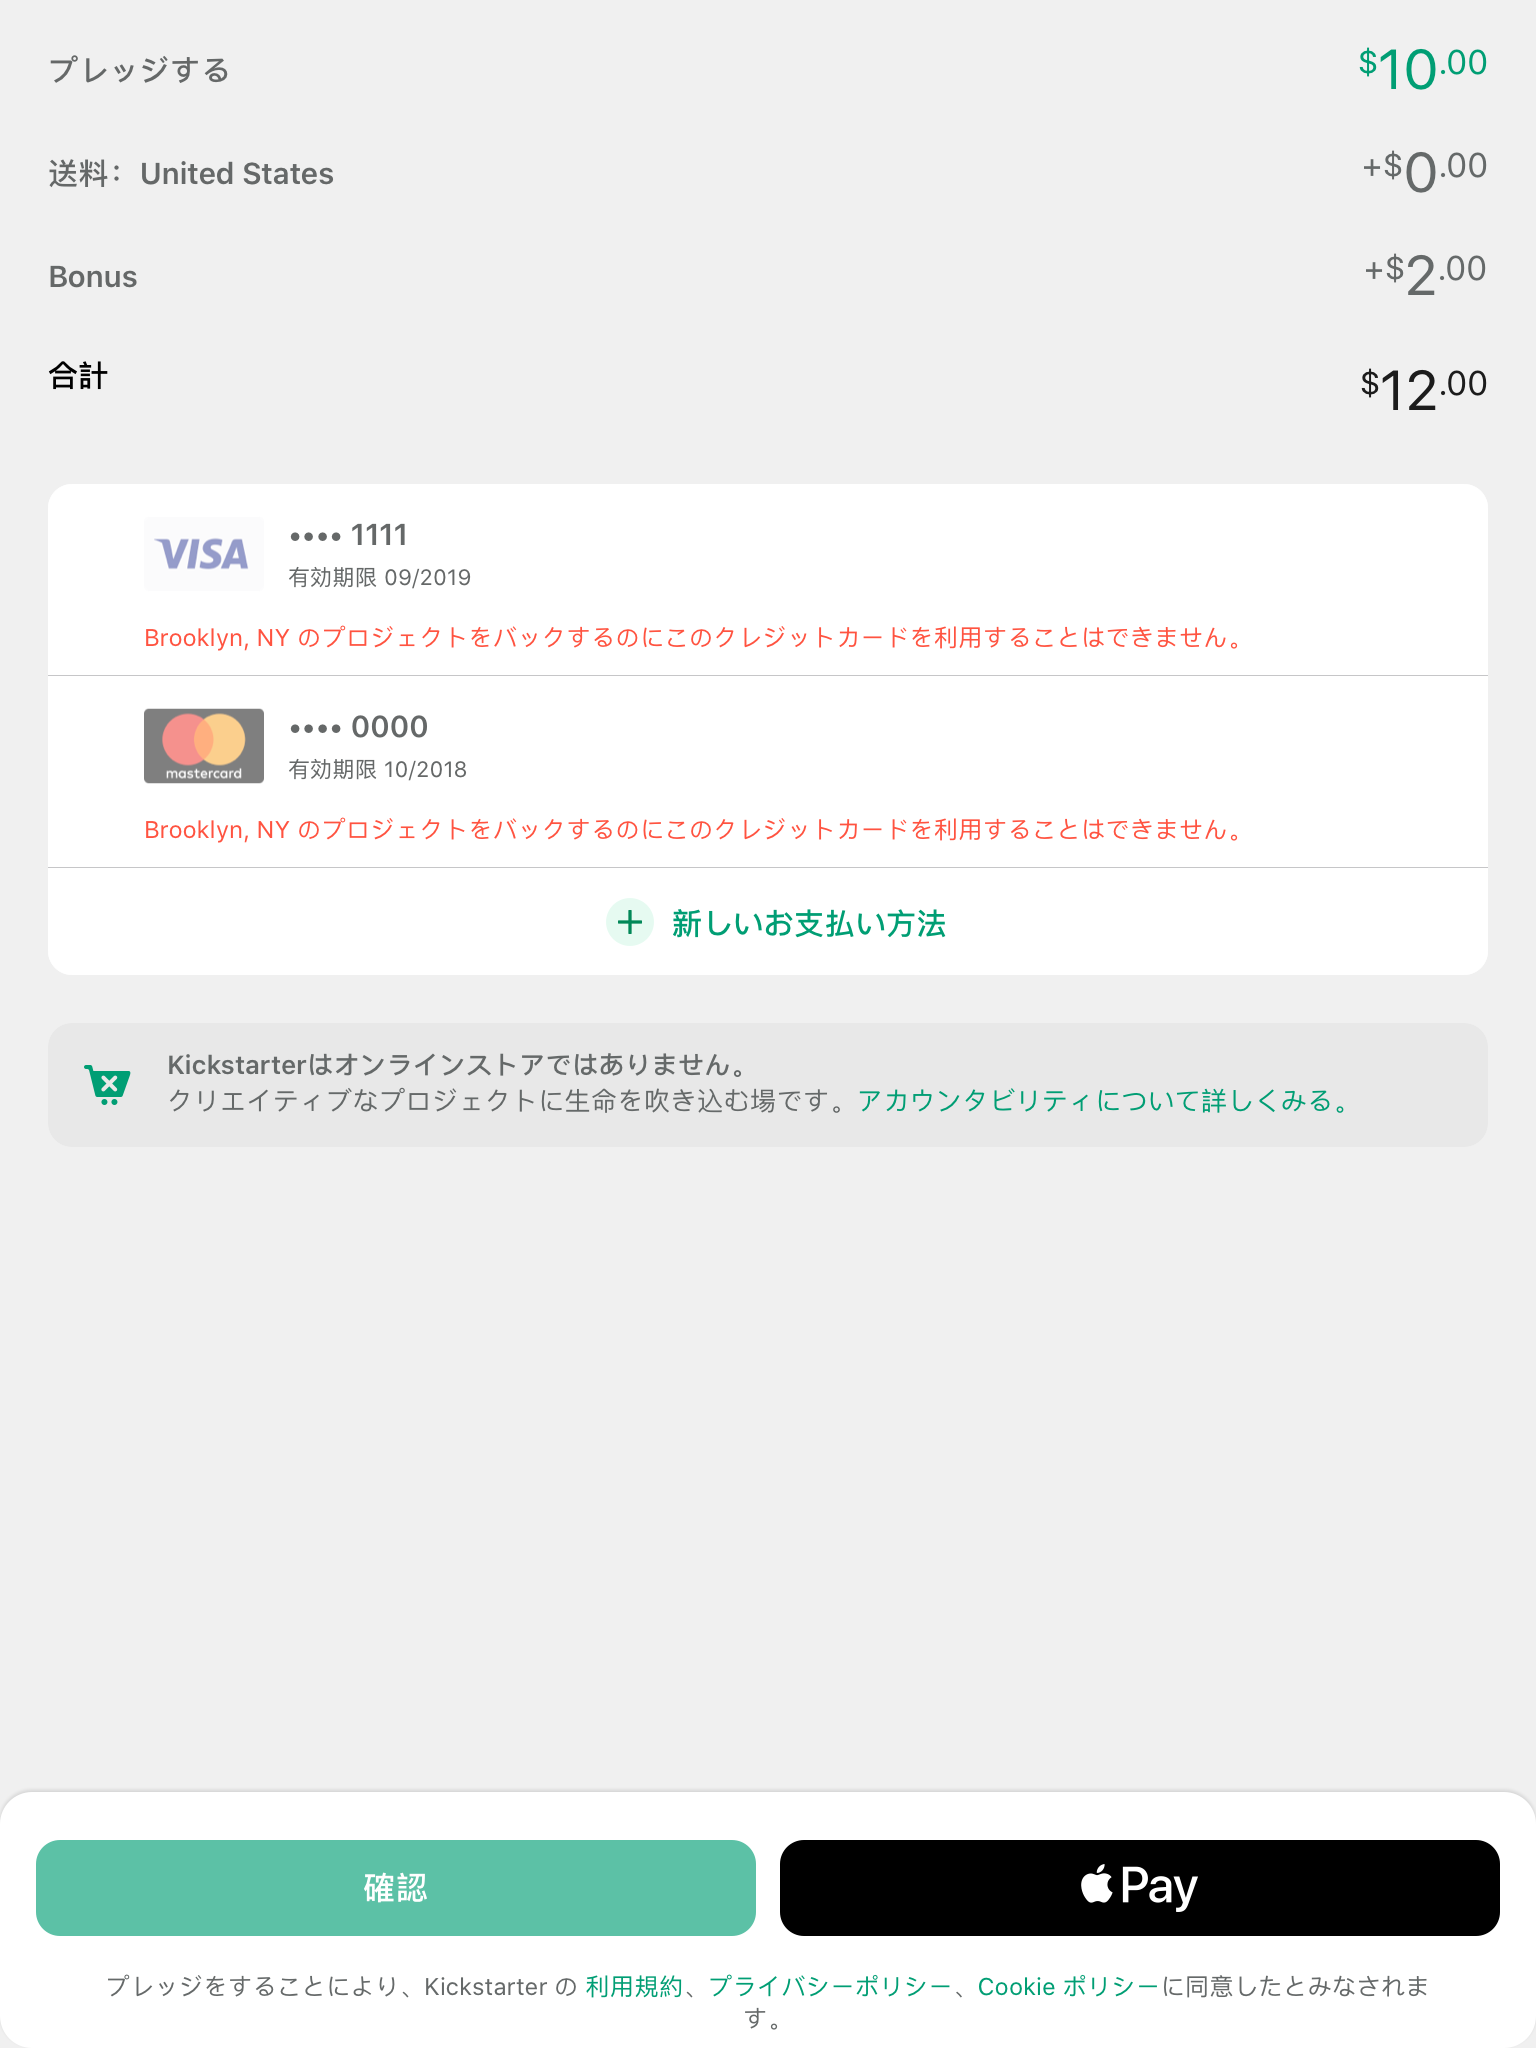 プレッジする
$10.00
送料： United States
+$0.00
Bonus
+$2.00
合計
$12.00
VISA
•••• 1111
有効期限 09/2019
Brooklyn, NY のプロジェクトをバックするのにこのクレジットカードを利用することはできません。
mastercard
•••• 0000
有効期限 10/2018
Brooklyn, NY のプロジェクトをバックするのにこのクレジットカードを利用することはできません。
新しいお支払い方法
Kickstarterはオンラインストアではありません。
クリエイティブなプロジェクトに生命を吹き込む場です。アカウンタビリティについて詳しくみる。
確認
Pay
プレッジをすることにより、Kickstarter の 利用規約、プライバシーポリシー、Cookie ポリシーに同意したとみなされま
す。